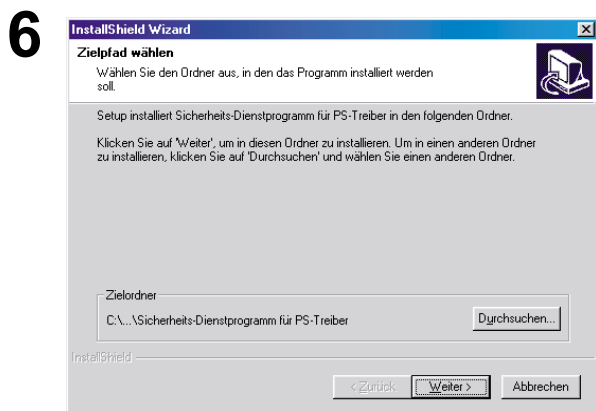 6
InstallShield Wizard
Zielpfad wählen
Wählen Sie den Ordner aus, in den das Programm installiert werden
soll.
Setup installiert Sicherheits-Dienstprogramm für PS-Treiber in den folgenden Ordner.
Klicken Sie auf 'Weiter', um in diesen Ordner zu installieren. Um in einen anderen Ordner
zu installieren, klicken Sie auf 'Durchsuchen' und wählen Sie einen anderen Ordner.
Zielordner
C:\...\Sicherheits-Dienstprogramm für PS-Treiber
Durchsuchen...
InstallShield
< Zurück
Weiter >
Abbrechen